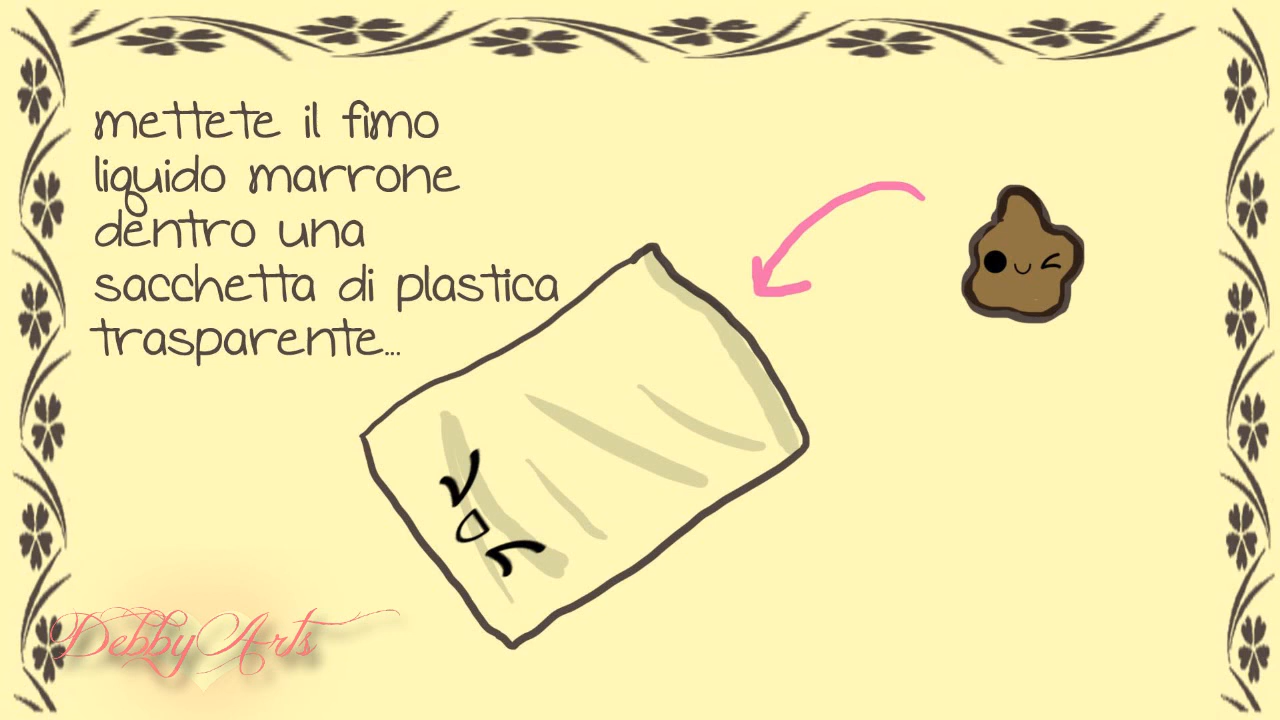 mettete il fimo
liquido marrone
dentro una
sacchetta di plastica
trasparente...
DebbyArts